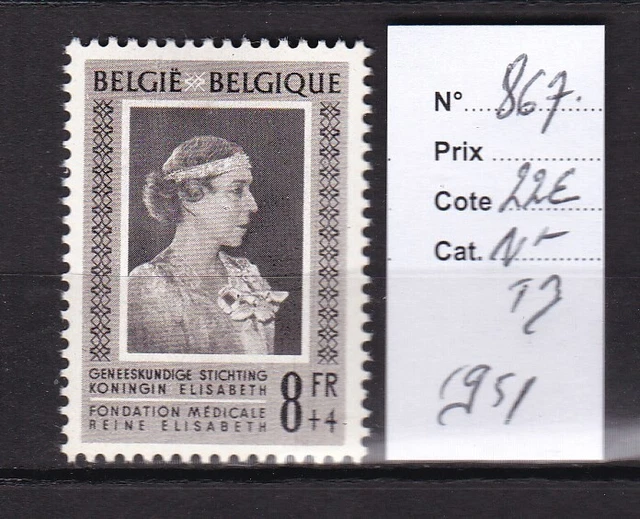 BELGIË BELGIQUE
GENEESKUNDIGE STICHTING
KONINGIN ELISABETH
FONDATION MÉDICALE
REINE ELISABETH
8 FR
+4
N° 867.
Prix
Cote 22€
Cat.
1951